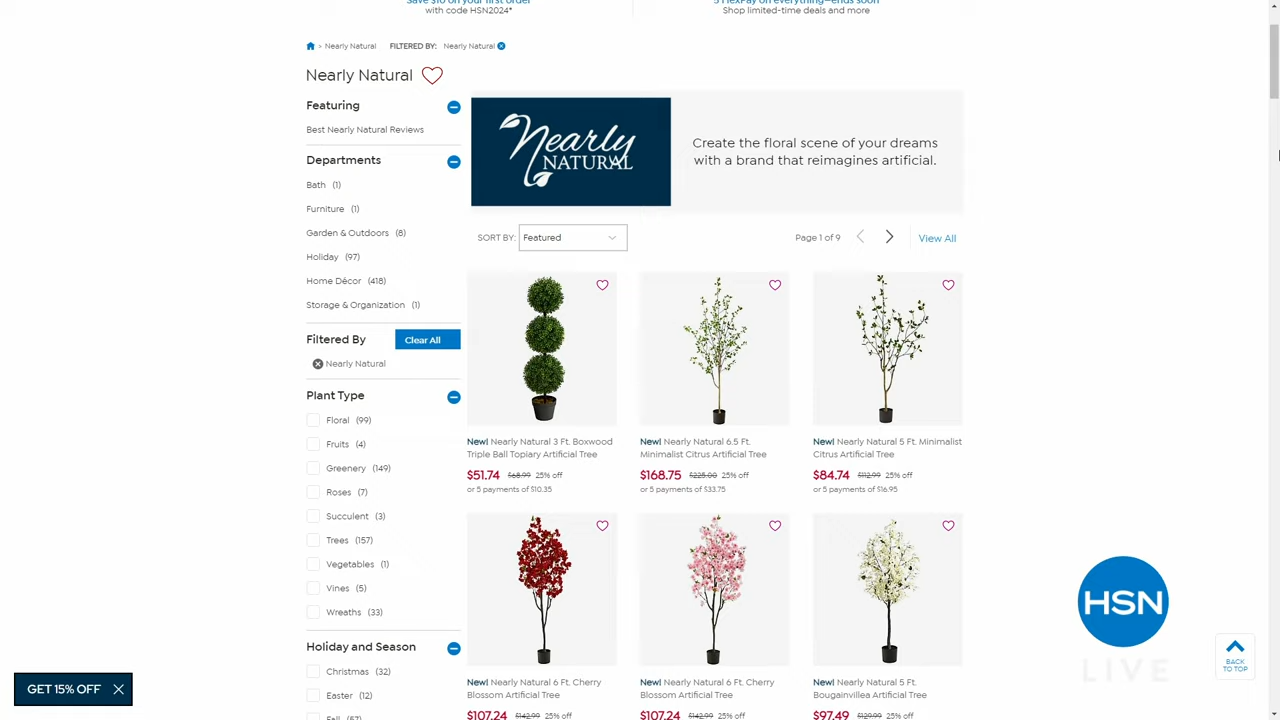 Save $10 on your first order
5 FlexPay on everything—ends soon
with code HSN2024*
Shop limited-time deals and more
> Nearly Natural FILTERED BY: Nearly Natural
Nearly Natural
Featuring
Best Nearly Natural Reviews
Departments
Bath (1)
Furniture (1)
Garden & Outdoors (8)
Holiday (97)
Home Décor (418)
Storage & Organization (1)
Filtered By
Clear All
Nearly Natural
Plant Type
Floral (99)
Fruits (4)
Greenery (149)
Roses (7)
Succulent (3)
Trees (157)
Vegetables (1)
Vines (5)
Wreaths (33)
Holiday and Season
Christmas (32)
Easter (12)
Fall (57)
Nearly
NATURAL
Create the floral scene of your dreams
with a brand that reimagines artificial.
SORT BY: Featured
Page 1 of 9
View All
New! Nearly Natural 3 Ft. Boxwood
Triple Ball Topiary Artificial Tree
$51.74 $68.99 25% off
or 5 payments of $10.35
New! Nearly Natural 6.5 Ft.
Minimalist Citrus Artificial Tree
$168.75 $225.00 25% off
or 5 payments of $33.75
New! Nearly Natural 5 Ft. Minimalist
Citrus Artificial Tree
$84.74 $112.99 25% off
or 5 payments of $16.95
New! Nearly Natural 6 Ft. Cherry
Blossom Artificial Tree
$107.24 $142.99 25% off
New! Nearly Natural 6 Ft. Cherry
Blossom Artificial Tree
$107.24 $142.99 25% off
New! Nearly Natural 5 Ft.
Bougainvillea Artificial Tree
$97.49 $129.99 25% off
HSN
LIVE
BACK
TO TOP
GET 15% OFF